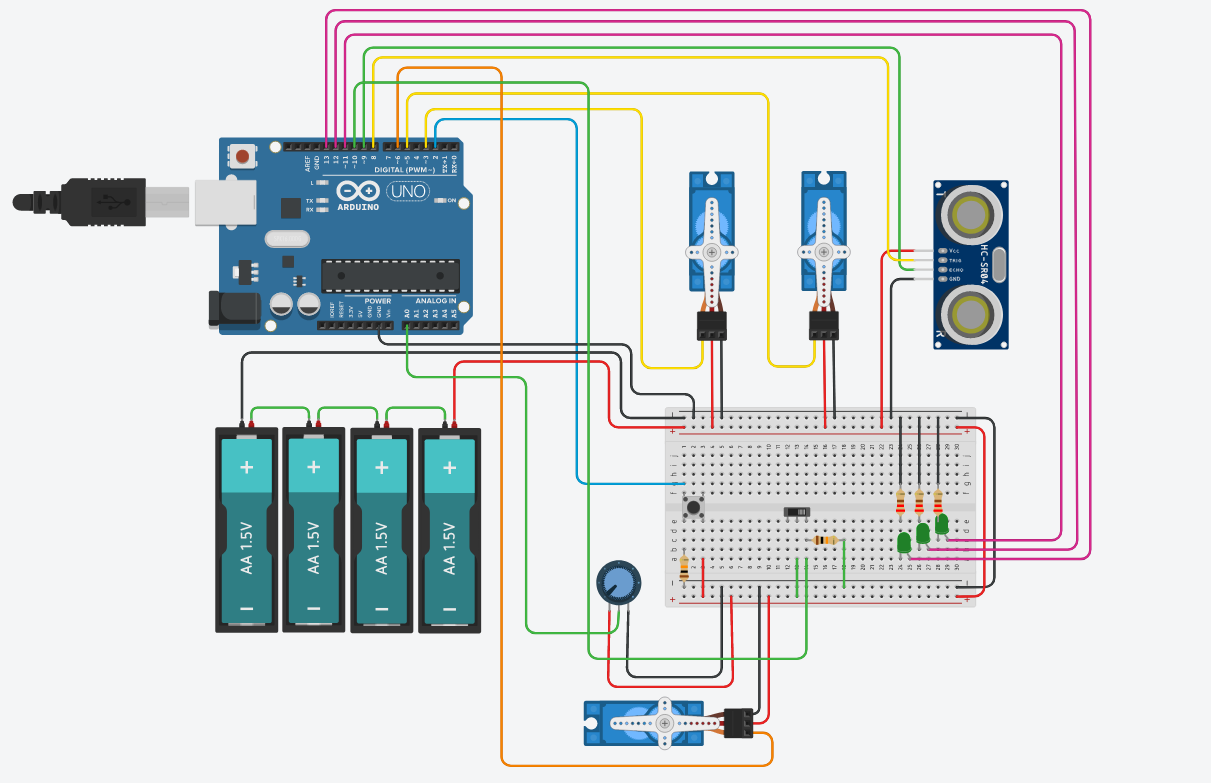 AREF
GND
13
12
~11
~10
~9
8
7
~6
~5
4
~3
2
TX→1
RX←0
DIGITAL (PWM~)
L
TX
RX
ARDUINO
UNO
ON
IOREF
RESET
3.3V
5V
GND
GND
Vin
POWER
A0
A1
A2
A3
A4
A5
ANALOG IN
T
VCC
TRIG
ECHO
GND
HC-SR04
R
+
AA 1.5V
−
+
AA 1.5V
−
+
AA 1.5V
−
+
AA 1.5V
−